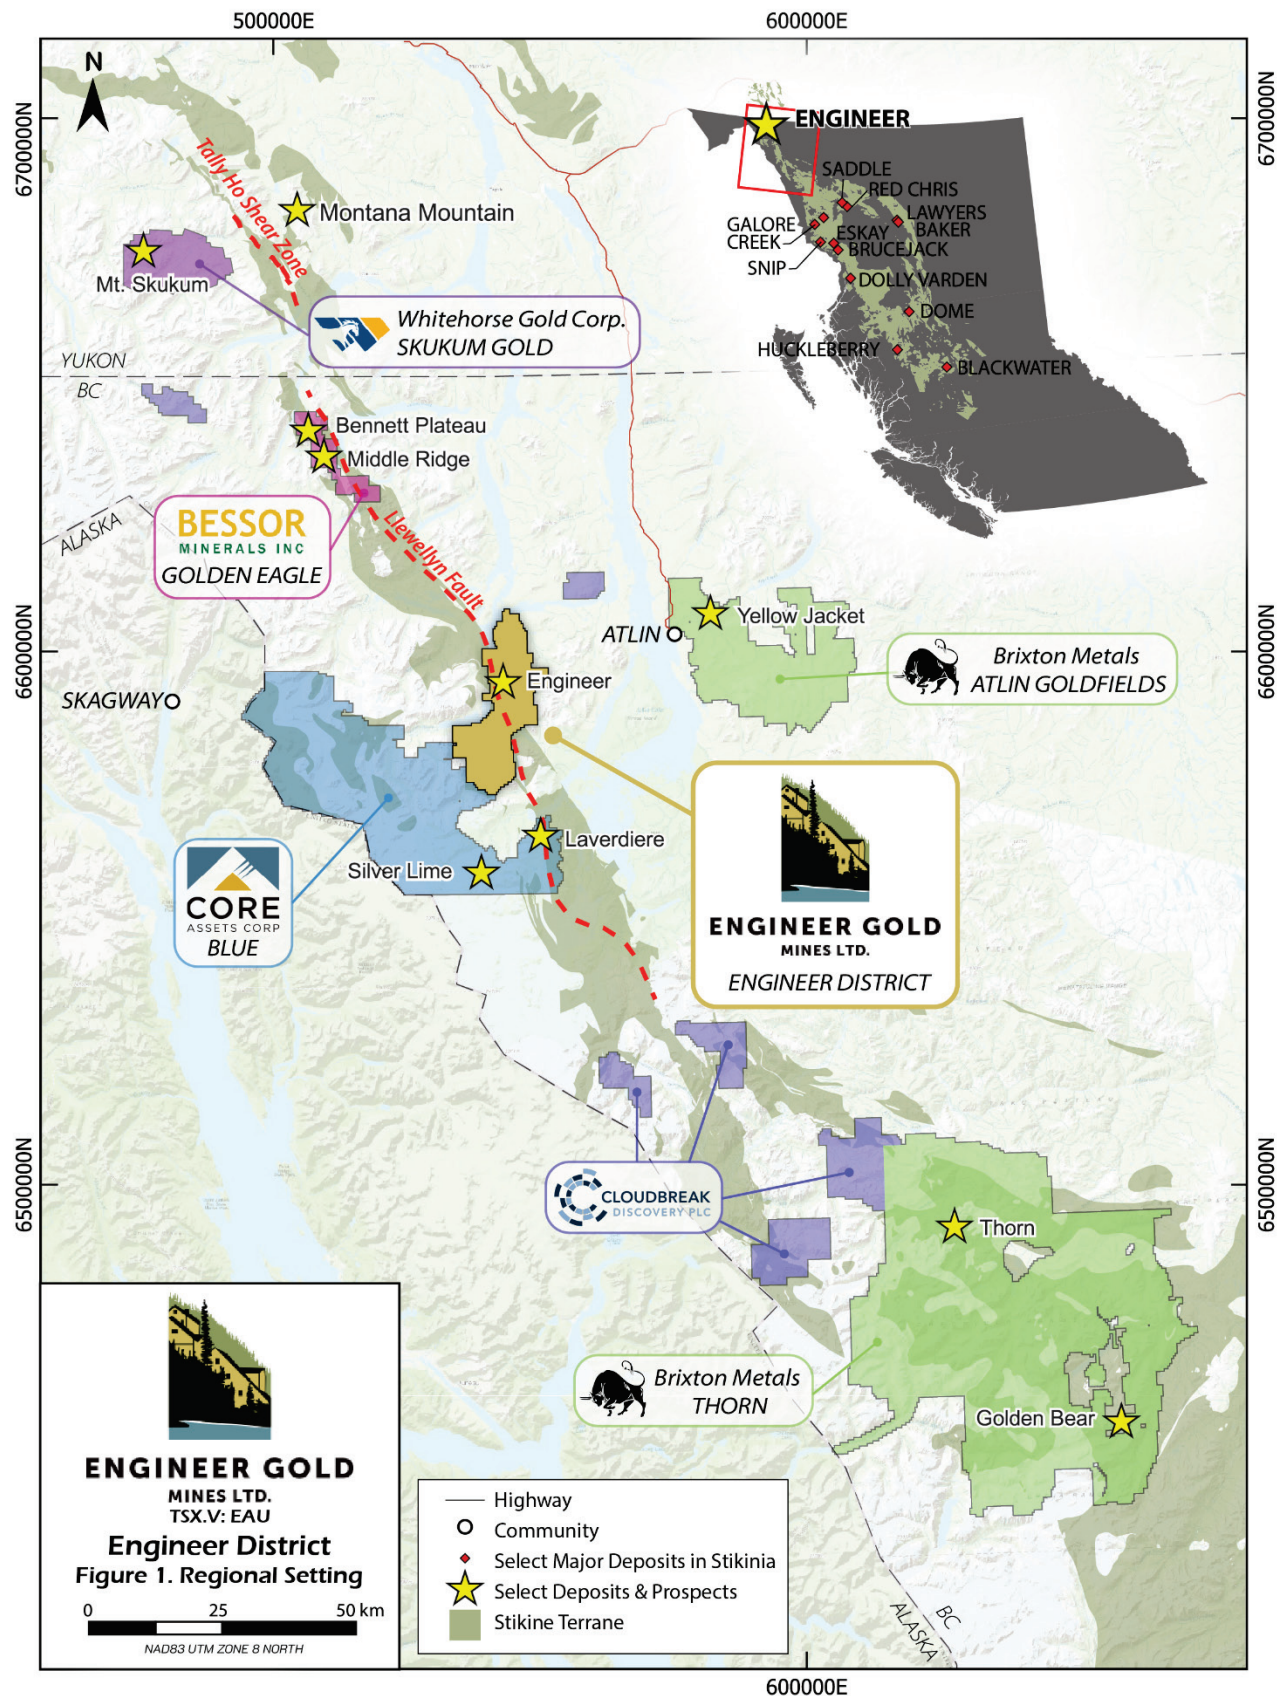 500000E
600000E
6700000N
6700000N
N
ENGINEER
SADDLE
RED CHRIS
LAWYERS
BAKER
GALORE
CREEK
ESKAY
BRUCEJACK
SNIP
DOLLY VARDEN
DOME
HUCKLEBERRY
BLACKWATER
Tally Ho Shear Zone
Montana Mountain
Mt. Skukum
Whitehorse Gold Corp.
SKUKUM GOLD
YUKON
BC
Bennett Plateau
Middle Ridge
BESSOR
MINERALS INC
GOLDEN EAGLE
ALASKA
Llewellyn Fault
ATLIN
Yellow Jacket
6600000N
6600000N
Brixton Metals
ATLIN GOLDFIELDS
Engineer
SKAGWAY
Laverdiere
Silver Lime
CORE
ASSETS CORP
BLUE
ENGINEER GOLD
MINES LTD.
ENGINEER DISTRICT
6500000N
6500000N
CLOUDBREAK
DISCOVERY PLC
Thorn
Brixton Metals
THORN
Golden Bear
ENGINEER GOLD
MINES LTD.
TSX.V: EAU
Engineer District
Figure 1. Regional Setting
0 25 50 km
NAD83 UTM ZONE 8 NORTH
Highway
Community
Select Major Deposits in Stikinia
Select Deposits & Prospects
Stikine Terrane
BC
ALASKA
600000E